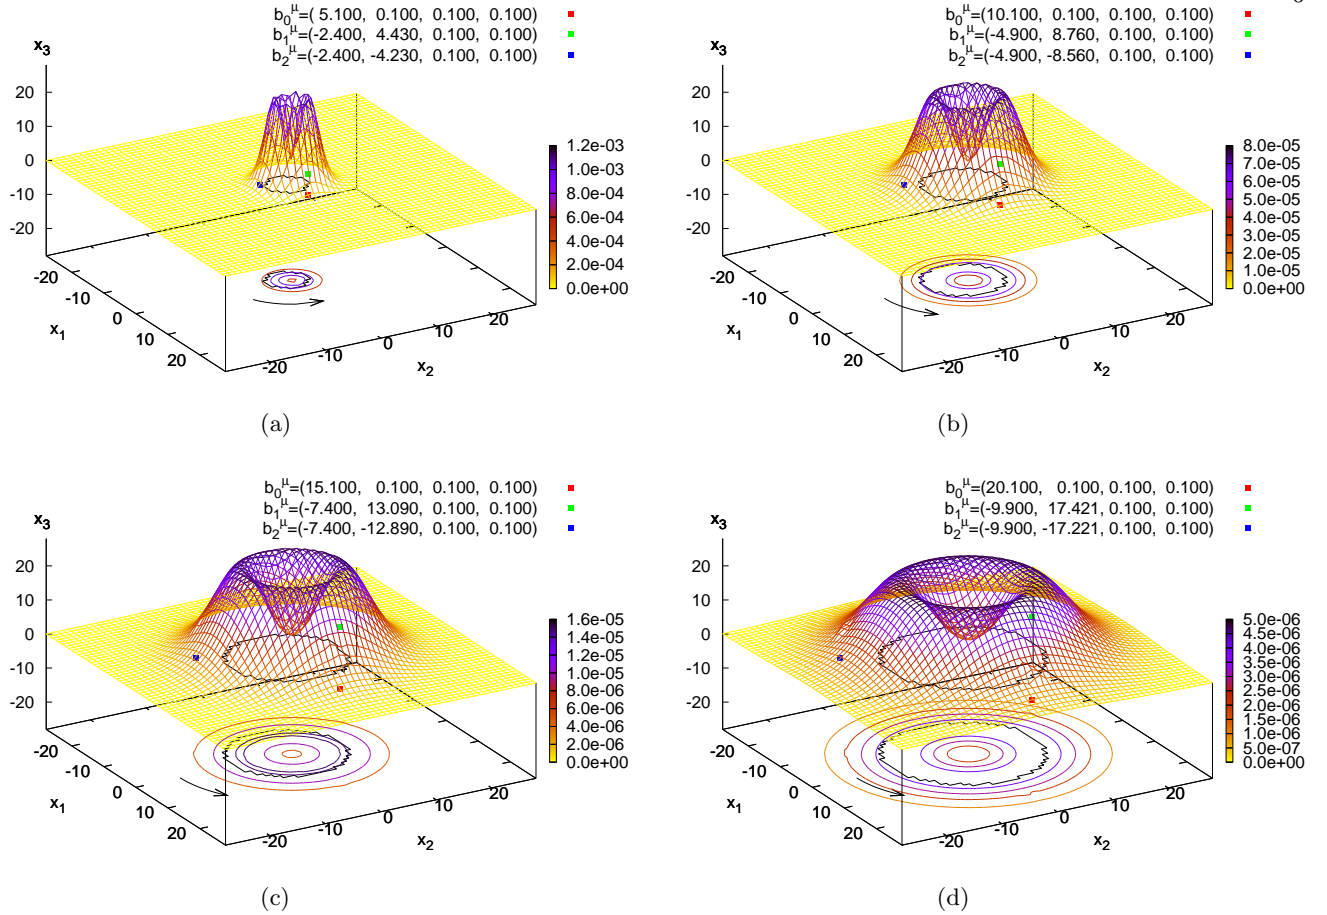 b0^μ=( 5.100, 0.100, 0.100, 0.100)
b1^μ=(-2.400, 4.430, 0.100, 0.100)
b2^μ=(-2.400, -4.230, 0.100, 0.100)
x3
20
10
0
-10
-20
-20
-10
0
10
20
x1
-20
-10
0
10
20
x2
1.2e-03
1.0e-03
8.0e-04
6.0e-04
4.0e-04
2.0e-04
0.0e+00
(a)
b0^μ=(10.100, 0.100, 0.100, 0.100)
b1^μ=(-4.900, 8.760, 0.100, 0.100)
b2^μ=(-4.900, -8.560, 0.100, 0.100)
x3
20
10
0
-10
-20
-20
-10
0
10
20
x1
-20
-10
0
10
20
x2
8.0e-05
7.0e-05
6.0e-05
5.0e-05
4.0e-05
3.0e-05
2.0e-05
1.0e-05
0.0e+00
(b)
b0^μ=(15.100, 0.100, 0.100, 0.100)
b1^μ=(-7.400, 13.090, 0.100, 0.100)
b2^μ=(-7.400, -12.890, 0.100, 0.100)
x3
20
10
0
-10
-20
-20
-10
0
10
20
x1
-20
-10
0
10
20
x2
1.6e-05
1.4e-05
1.2e-05
1.0e-05
8.0e-06
6.0e-06
4.0e-06
2.0e-06
0.0e+00
(c)
b0^μ=(20.100, 0.100, 0.100, 0.100)
b1^μ=(-9.900, 17.421, 0.100, 0.100)
b2^μ=(-9.900, -17.221, 0.100, 0.100)
x3
20
10
0
-10
-20
-20
-10
0
10
20
x1
-20
-10
0
10
20
x2
5.0e-06
4.5e-06
4.0e-06
3.5e-06
3.0e-06
2.5e-06
2.0e-06
1.5e-06
1.0e-06
5.0e-07
0.0e+00
(d)